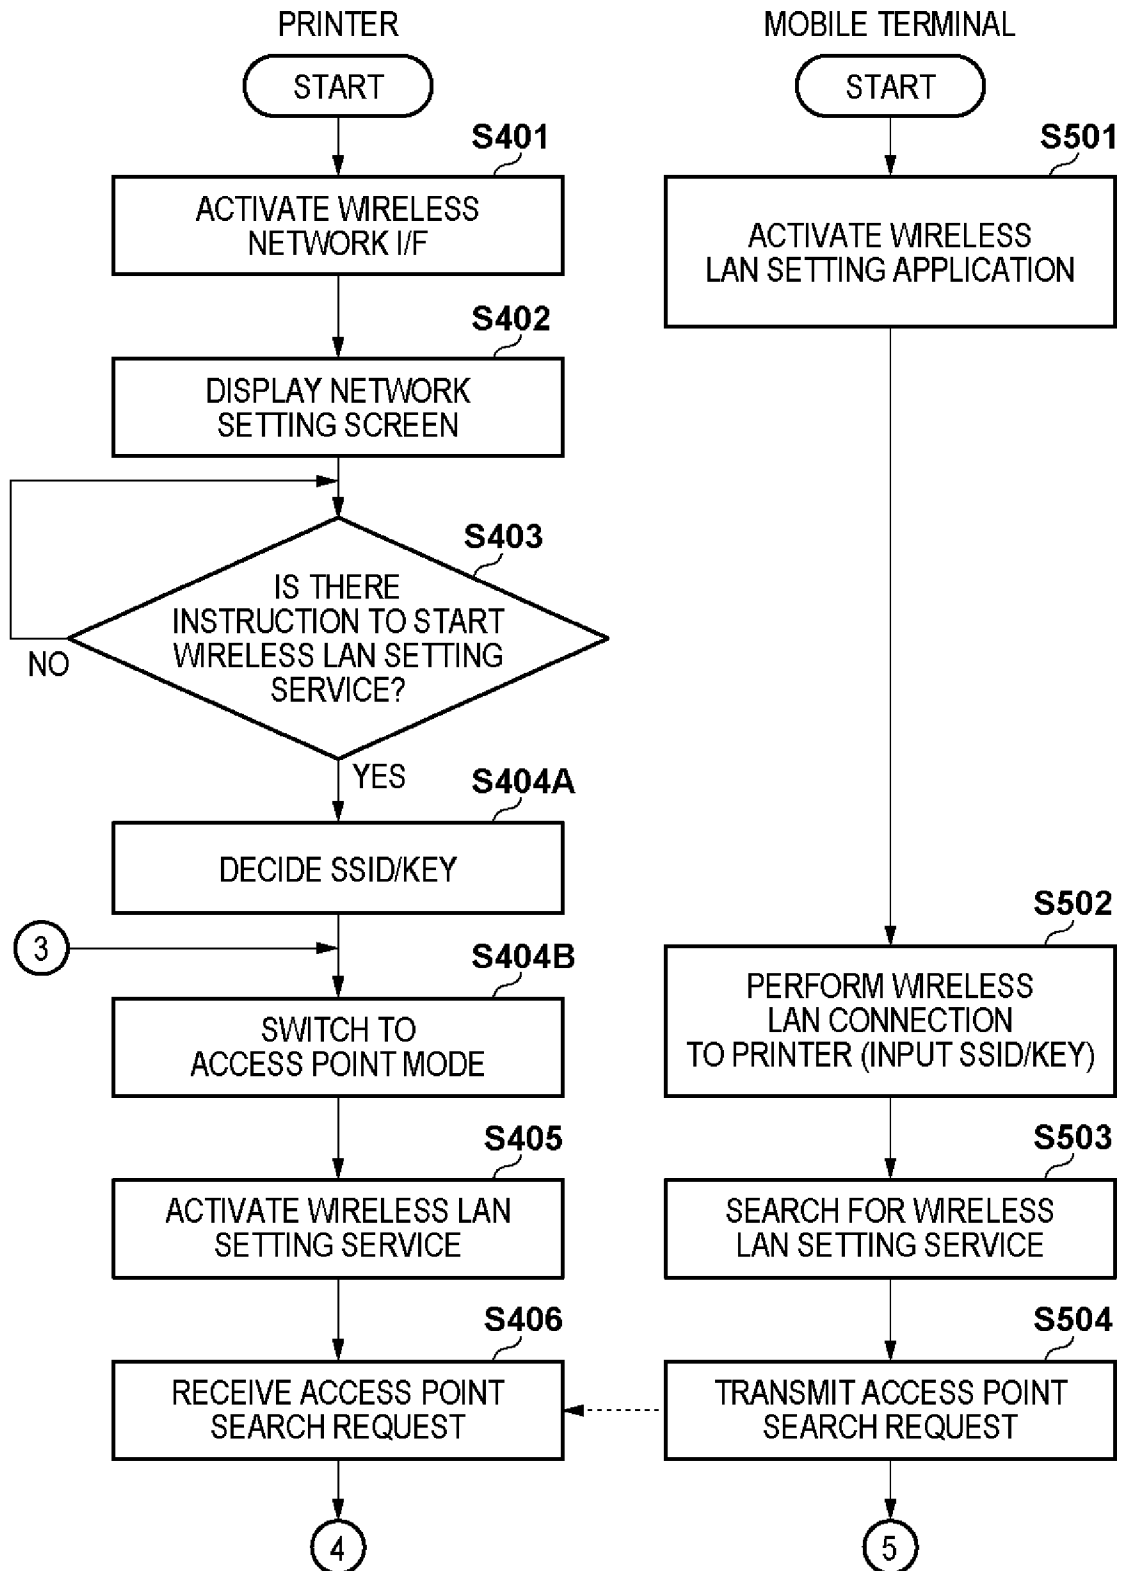 PRINTER
START
S401
ACTIVATE WIRELESS
NETWORK I/F
S402
DISPLAY NETWORK
SETTING SCREEN
S403
IS THERE
INSTRUCTION TO START
WIRELESS LAN SETTING
SERVICE?
NO
YES
S404A
DECIDE SSID/KEY
3
S404B
SWITCH TO
ACCESS POINT MODE
S405
ACTIVATE WIRELESS LAN
SETTING SERVICE
S406
RECEIVE ACCESS POINT
SEARCH REQUEST
4
MOBILE TERMINAL
START
S501
ACTIVATE WIRELESS
LAN SETTING APPLICATION
S502
PERFORM WIRELESS
LAN CONNECTION
TO PRINTER (INPUT SSID/KEY)
S503
SEARCH FOR WIRELESS
LAN SETTING SERVICE
S504
TRANSMIT ACCESS POINT
SEARCH REQUEST
5